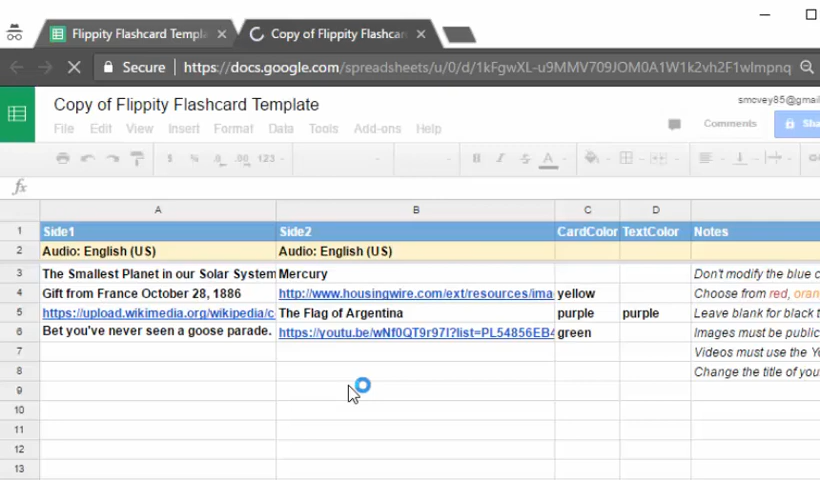 Flippity Flashcard Templa
Copy of Flippity Flashcar
Secure https://docs.google.com/spreadsheets/u/0/d/1kFgwXL-u9MMV709JOM0A1W1k2vh2F1wlmpnq
Copy of Flippity Flashcard Template
smcvey85@gmai
File Edit View Insert Format Data Tools Add-ons Help
Comments
Sha
$ % .0 .00 123
B I S A
fx
A B C D
1 Side1 Side2 CardColor TextColor Notes
2 Audio: English (US) Audio: English (US)
3 The Smallest Planet in our Solar System Mercury Don't modify the blue c
4 Gift from France October 28, 1886 http://www.housingwire.com/ext/resources/ima yellow Choose from red, oran
5 https://upload.wikimedia.org/wikipedia/c The Flag of Argentina purple purple Leave blank for black t
6 Bet you've never seen a goose parade. https://youtu.be/wNf0QT9r97I?list=PL54856EB4 green Images must be public
7 Videos must use the Yo
8 Change the title of you
9
10
11
12
13